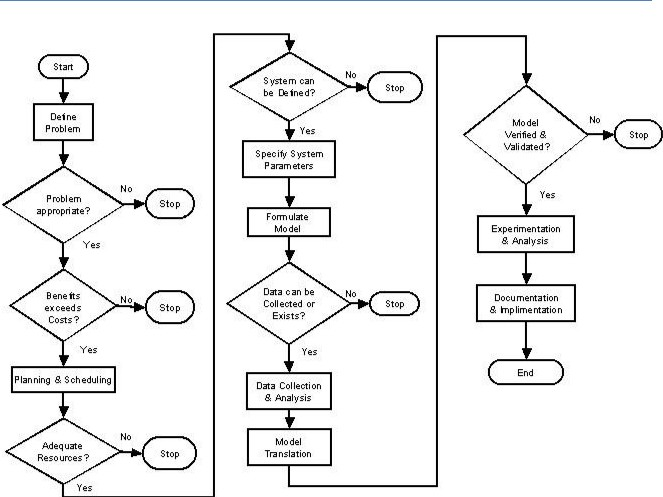 Start
Define
Problem
Problem
appropriate?
No
Stop
Yes
Benefits
exceeds
Costs?
No
Stop
Yes
Planning & Scheduling
Adequate
Resources?
No
Stop
Yes
System can
be Defined?
No
Stop
Yes
Specify System
Parameters
Formulate
Model
Data can be
Collected or
Exists?
No
Stop
Yes
Data Collection
& Analysis
Model
Translation
Model
Verified &
Validated?
No
Stop
Yes
Experimentation
& Analysis
Documentation
& Implimentation
End